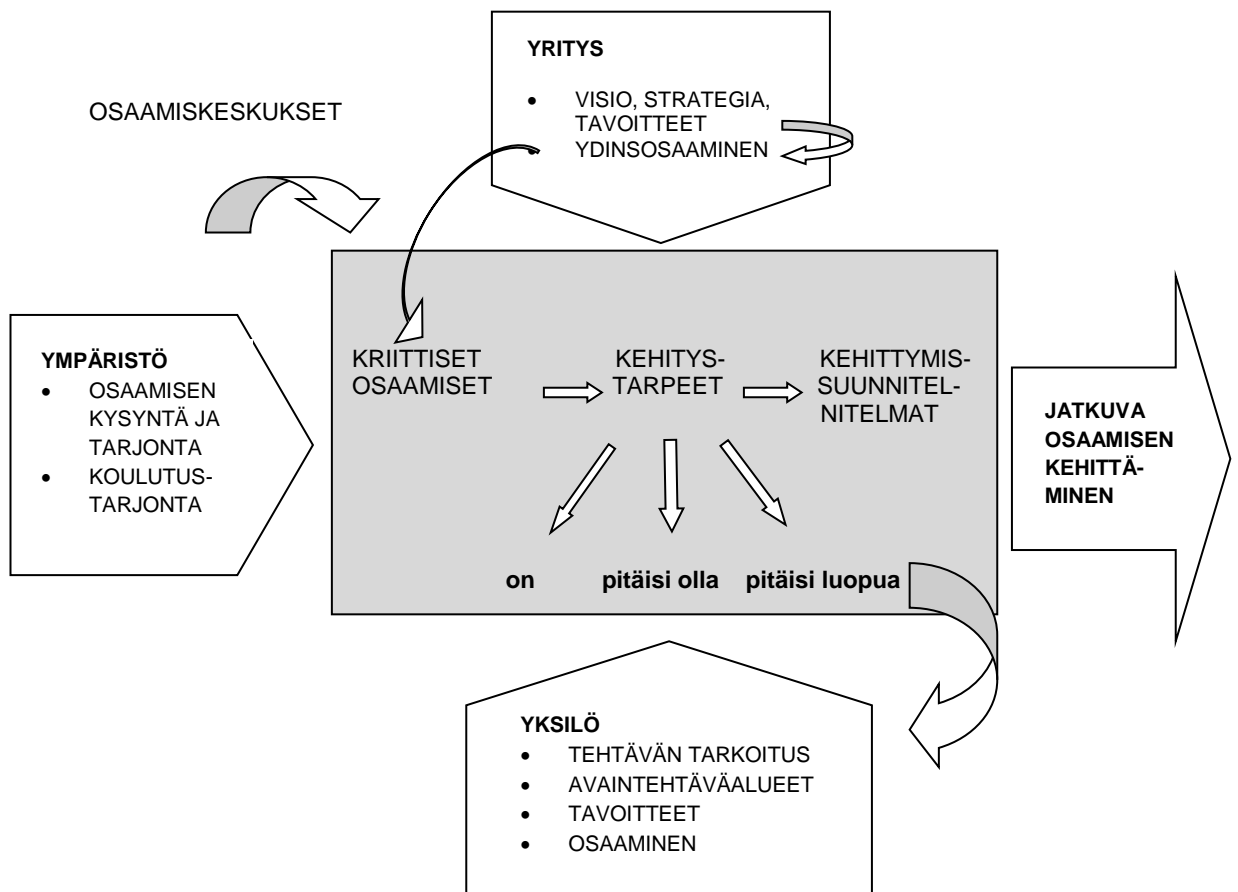 YRITYS
• VISIO, STRATEGIA,
TAVOITTEET
• YDINSOSAAMINEN
OSAAMISKESKUKSET
YMPÄRISTÖ
• OSAAMISEN
KYSYNTÄ JA
TARJONTA
• KOULUTUS-
TARJONTA
KRIITTISET
OSAAMISET
KEHITYS-
TARPEET
KEHITTYMIS-
SUUNNITEL-
NITELMAT
on
pitäisi olla
pitäisi luopua
JATKUVA
OSAAMISEN
KEHITTÄ-
MINEN
YKSILÖ
• TEHTÄVÄN TARKOITUS
• AVAINTEHTÄVÄALUEET
• TAVOITTEET
• OSAAMINEN